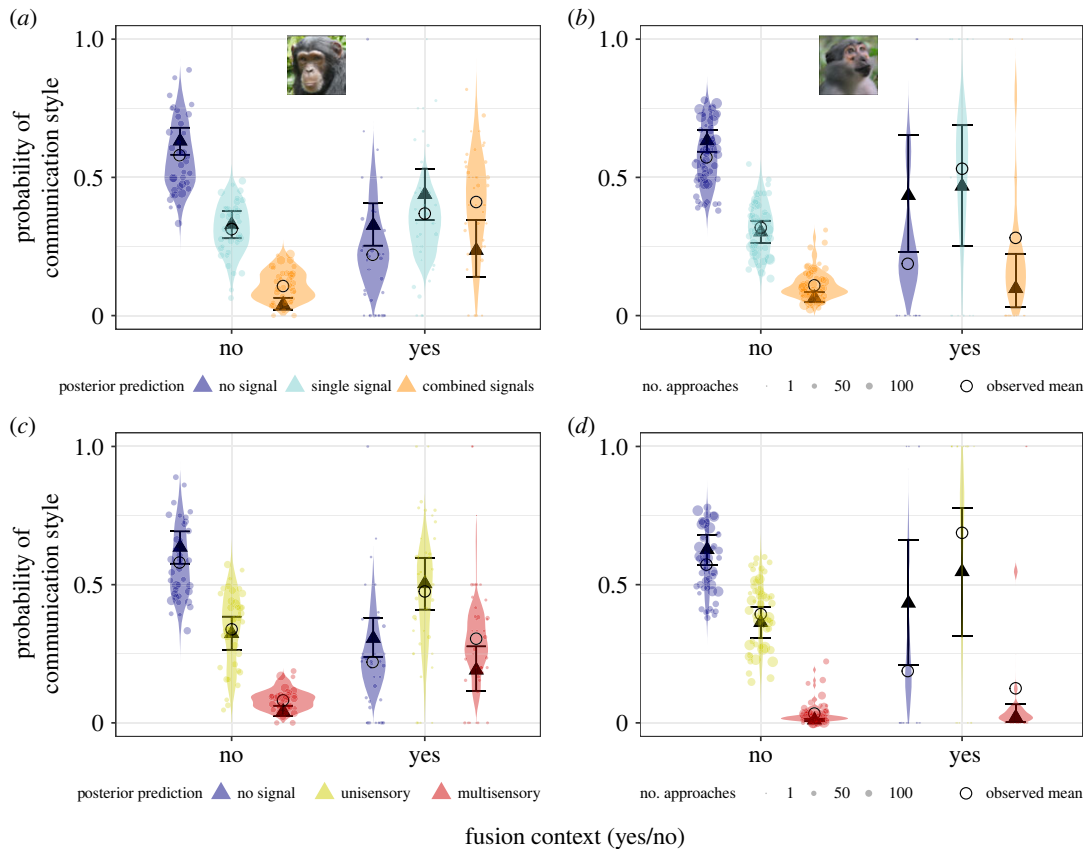 (a)
(b)
1.0
0.5
0
probability of
communication style
no
yes
1.0
0.5
0
no
yes
posterior prediction no signal single signal combined signals
no. approaches 1 50 100 observed mean
(c)
(d)
1.0
0.5
0
probability of
communication style
no
yes
1.0
0.5
0
no
yes
posterior prediction no signal unisensory multisensory
no. approaches 1 50 100 observed mean
fusion context (yes/no)